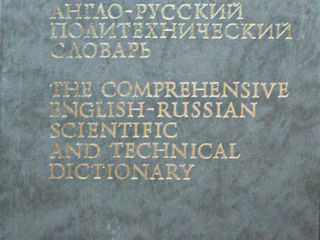 АНГЛО-РУССКИЙ
ПОЛИТЕХНИЧЕСКИЙ
СЛОВАРЬ
THE COMPREHENSIVE
ENGLISH-RUSSIAN
SCIENTIFIC
AND TECHNICAL
DICTIONARY